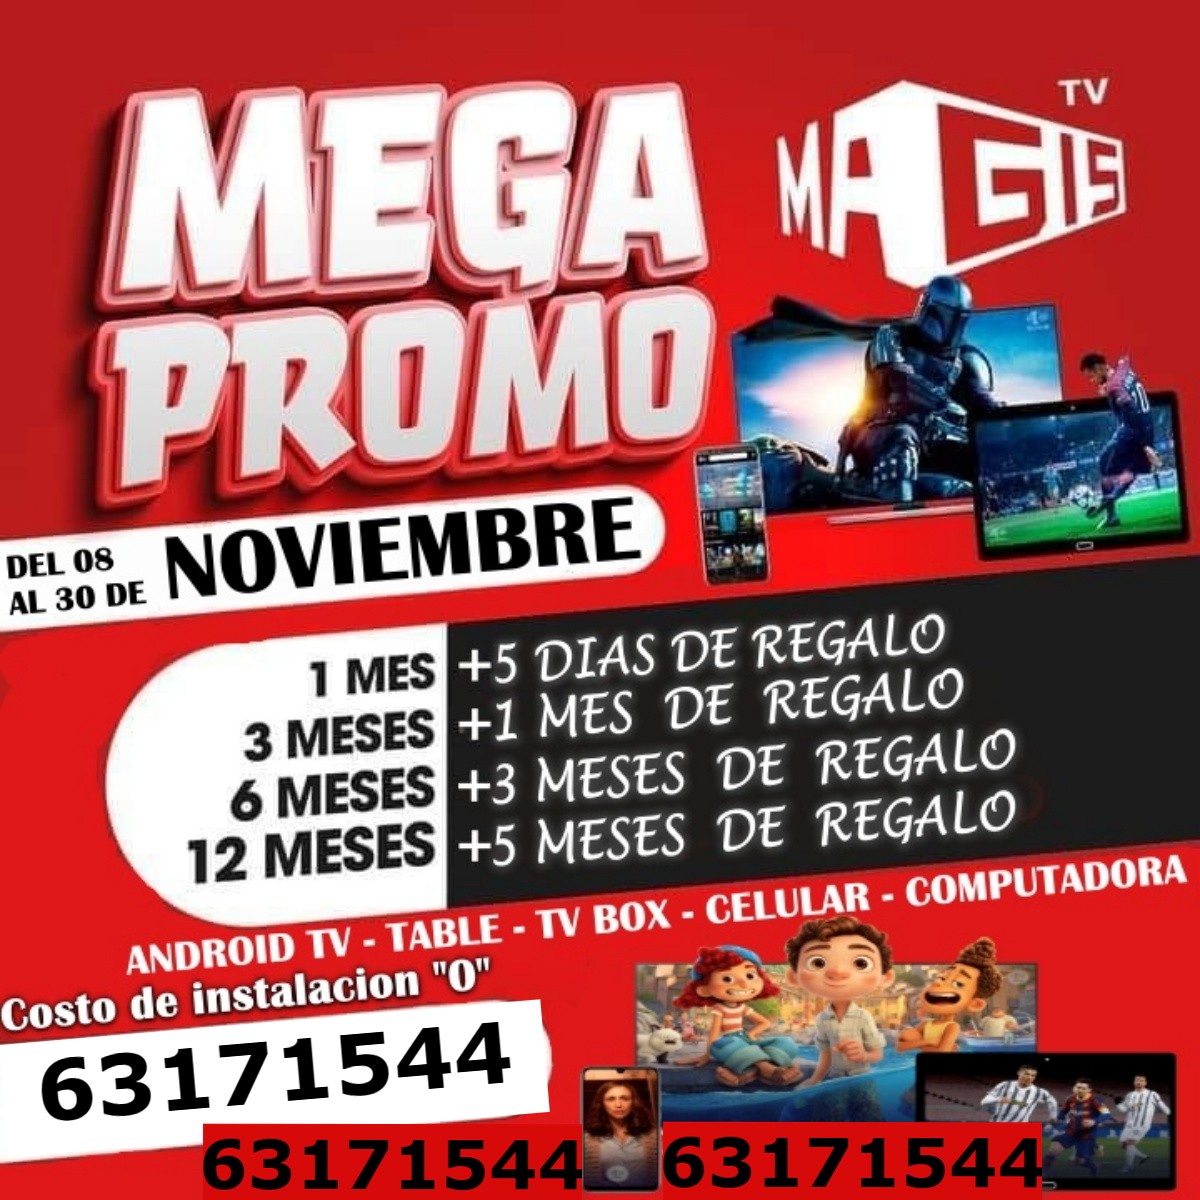 MEGA
PROMO
MAGIS TV
DEL 08
AL 30 DE
NOVIEMBRE
1 MES +5 DIAS DE REGALO
3 MESES +1 MES DE REGALO
6 MESES +3 MESES DE REGALO
12 MESES +5 MESES DE REGALO
ANDROID TV - TABLE - TV BOX - CELULAR - COMPUTADORA
Costo de instalacion "0"
63171544
63171544 63171544